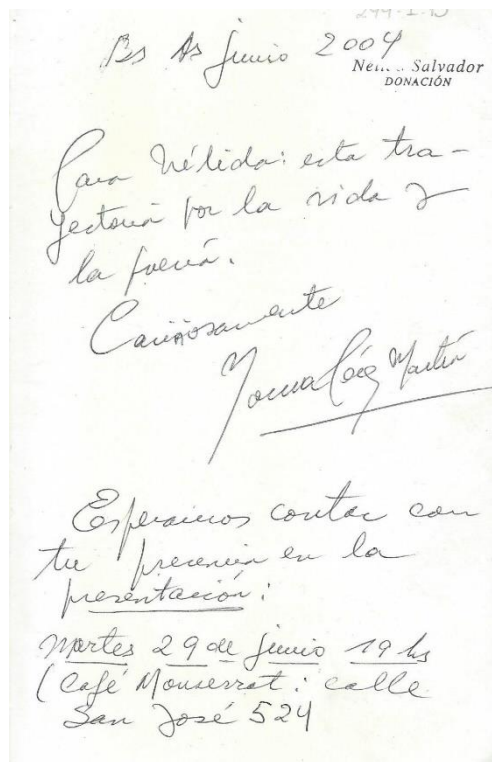 Bs As junio 2004
Salvador
DONACIÓN
Para Nélida: esta tra-
yectoria por la vida y
la poesía.
Cariñosamente
Norma Martín
Esperamos contar con
tu presencia en la
presentación:
Martes 29 de junio 19 hs
(Café Monserrat: calle
San José 524